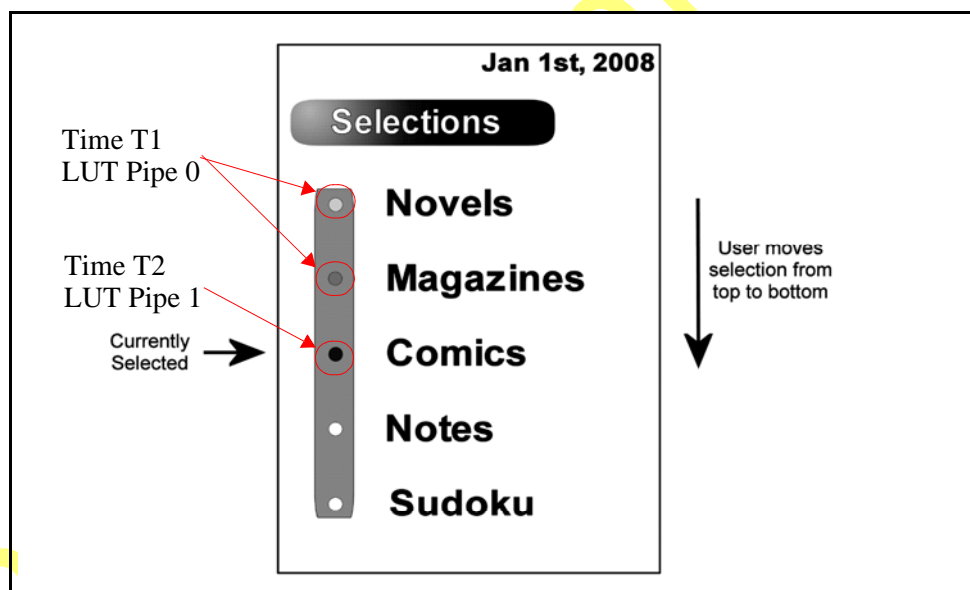 Jan 1st, 2008
Selections
Time T1
LUT Pipe 0
Novels
Magazines
Time T2
LUT Pipe 1
Currently
Selected
Comics
Notes
Sudoku
User moves
selection from
top to bottom